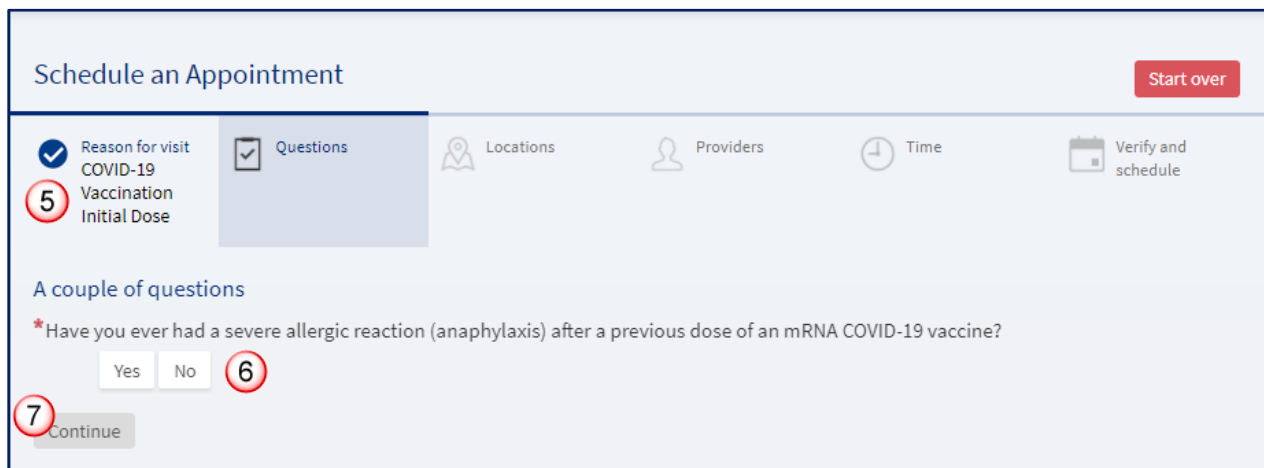 Schedule an Appointment
Start over
Reason for visit
COVID-19
Vaccination
Initial Dose
5
Questions
Locations
Providers
Time
Verify and
schedule
A couple of questions
*Have you ever had a severe allergic reaction (anaphylaxis) after a previous dose of an mRNA COVID-19 vaccine?
Yes No 6
7
Continue